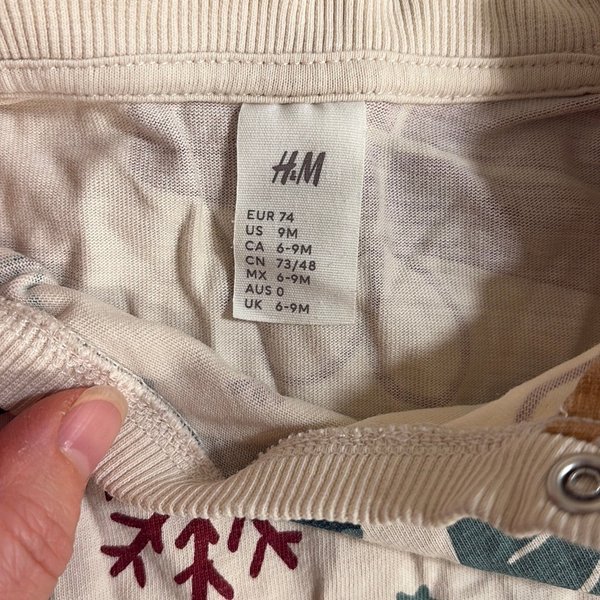 H&M
EUR 74
US 9M
CA 6-9M
CN 73/48
MX 6-9M
AUS 0
UK 6-9M